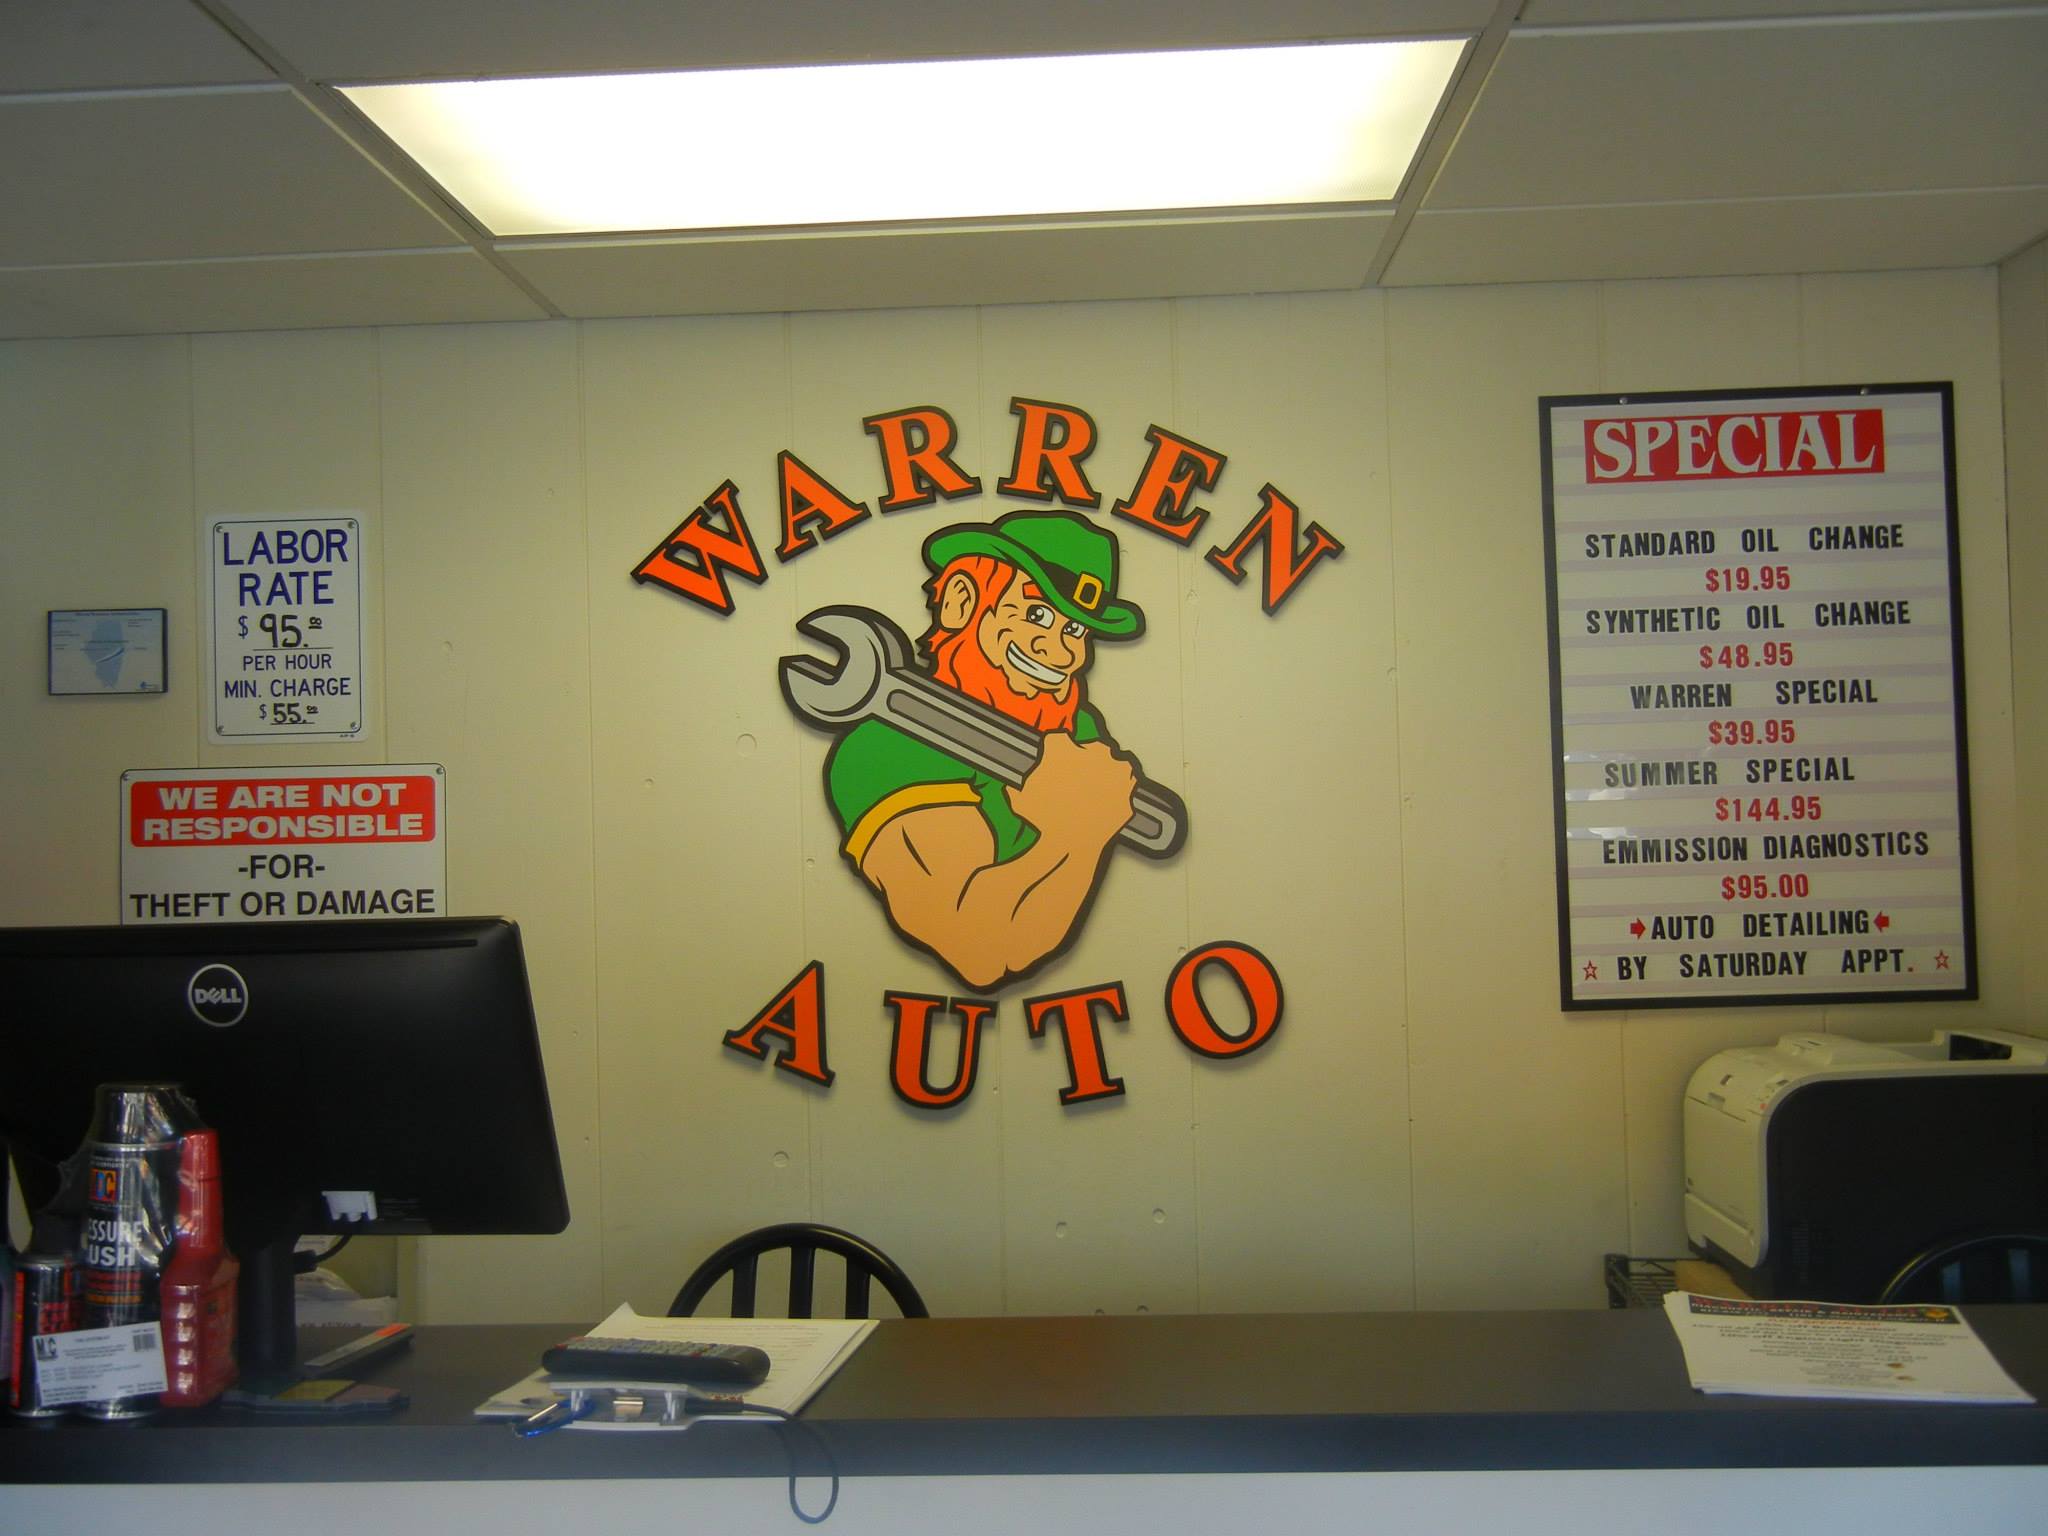 WARREN
AUTO
LABOR
RATE
$ 95.00
PER HOUR
MIN. CHARGE
$ 55.00
WE ARE NOT
RESPONSIBLE
-FOR-
THEFT OR DAMAGE
SPECIAL
STANDARD OIL CHANGE
$19.95
SYNTHETIC OIL CHANGE
$48.95
WARREN SPECIAL
$39.95
SUMMER SPECIAL
$144.95
EMMISSION DIAGNOSTICS
$95.00
AUTO DETAILING
BY SATURDAY APPT.
DELL